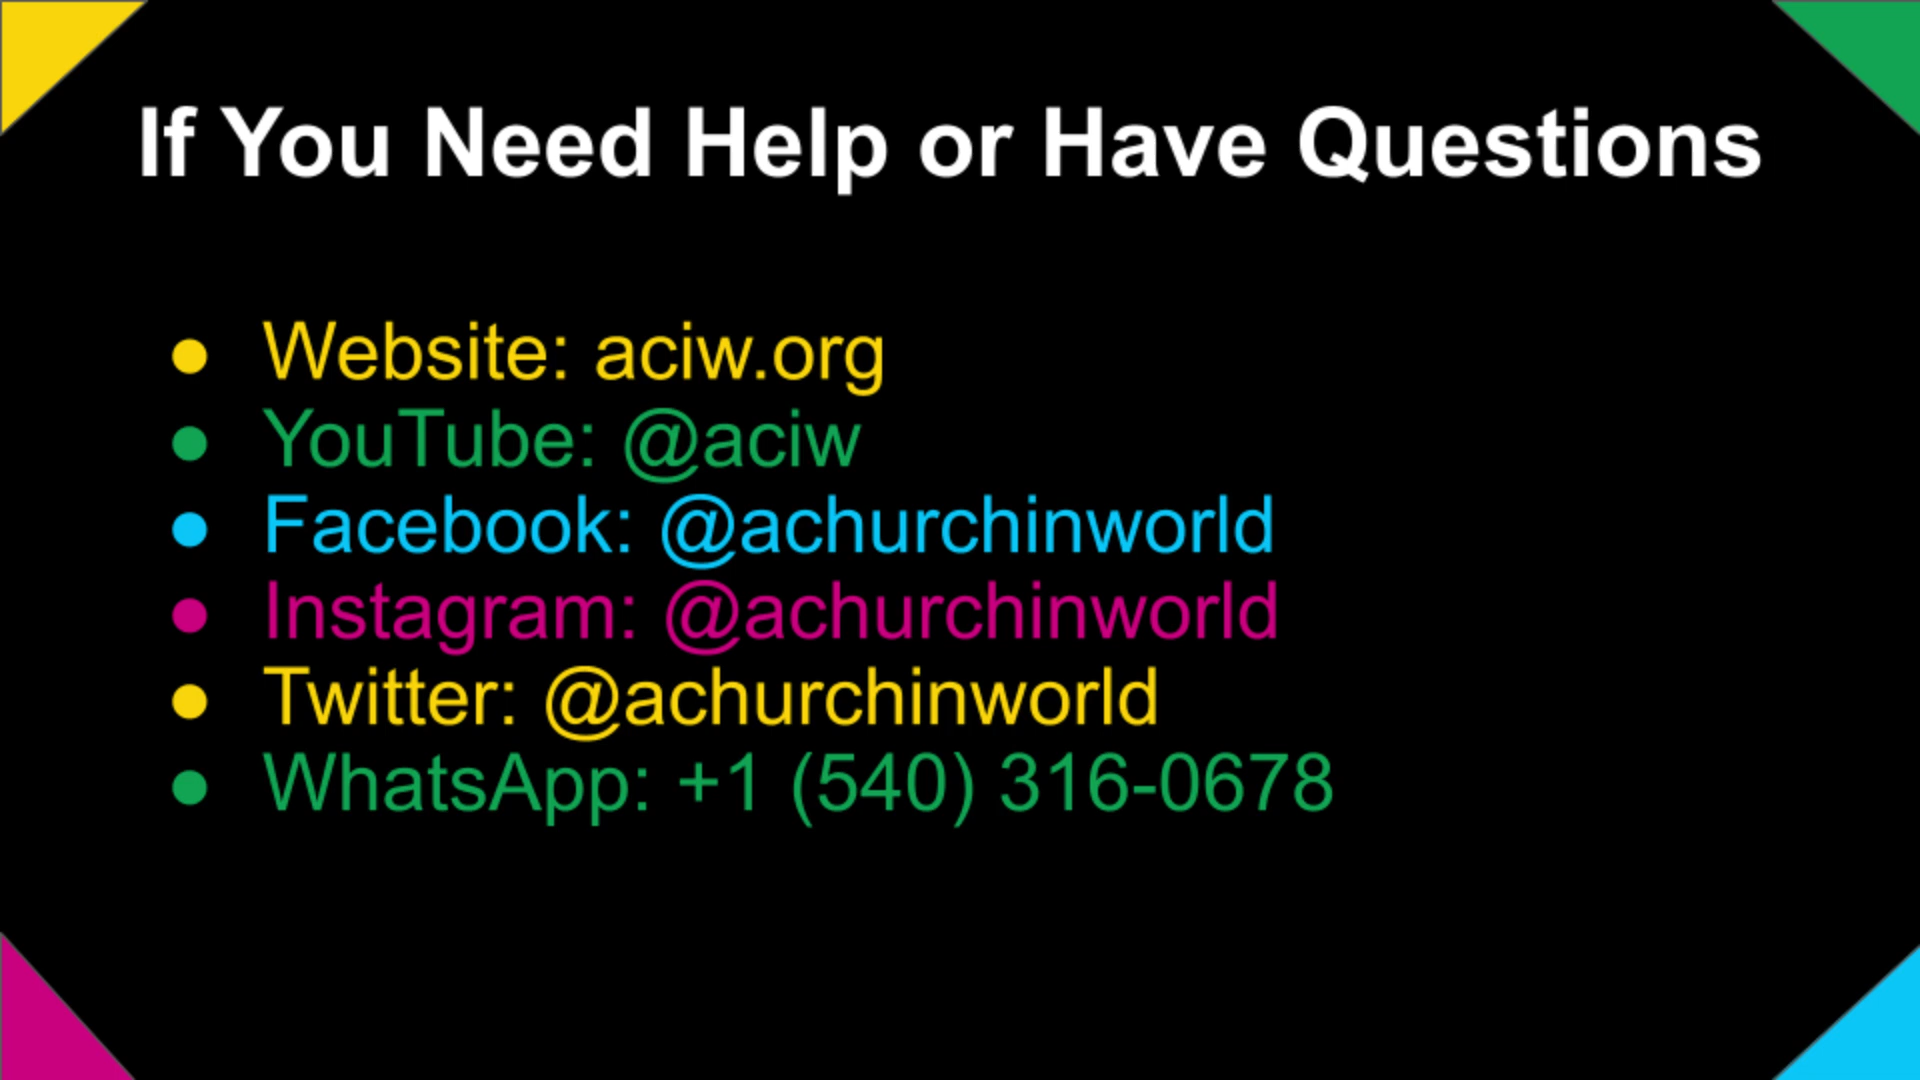 If You Need Help or Have Questions
● Website: aciw.org
● YouTube: @aciw
● Facebook: @achurchinworld
● Instagram: @achurchinworld
● Twitter: @achurchinworld
● WhatsApp: +1 (540) 316-0678